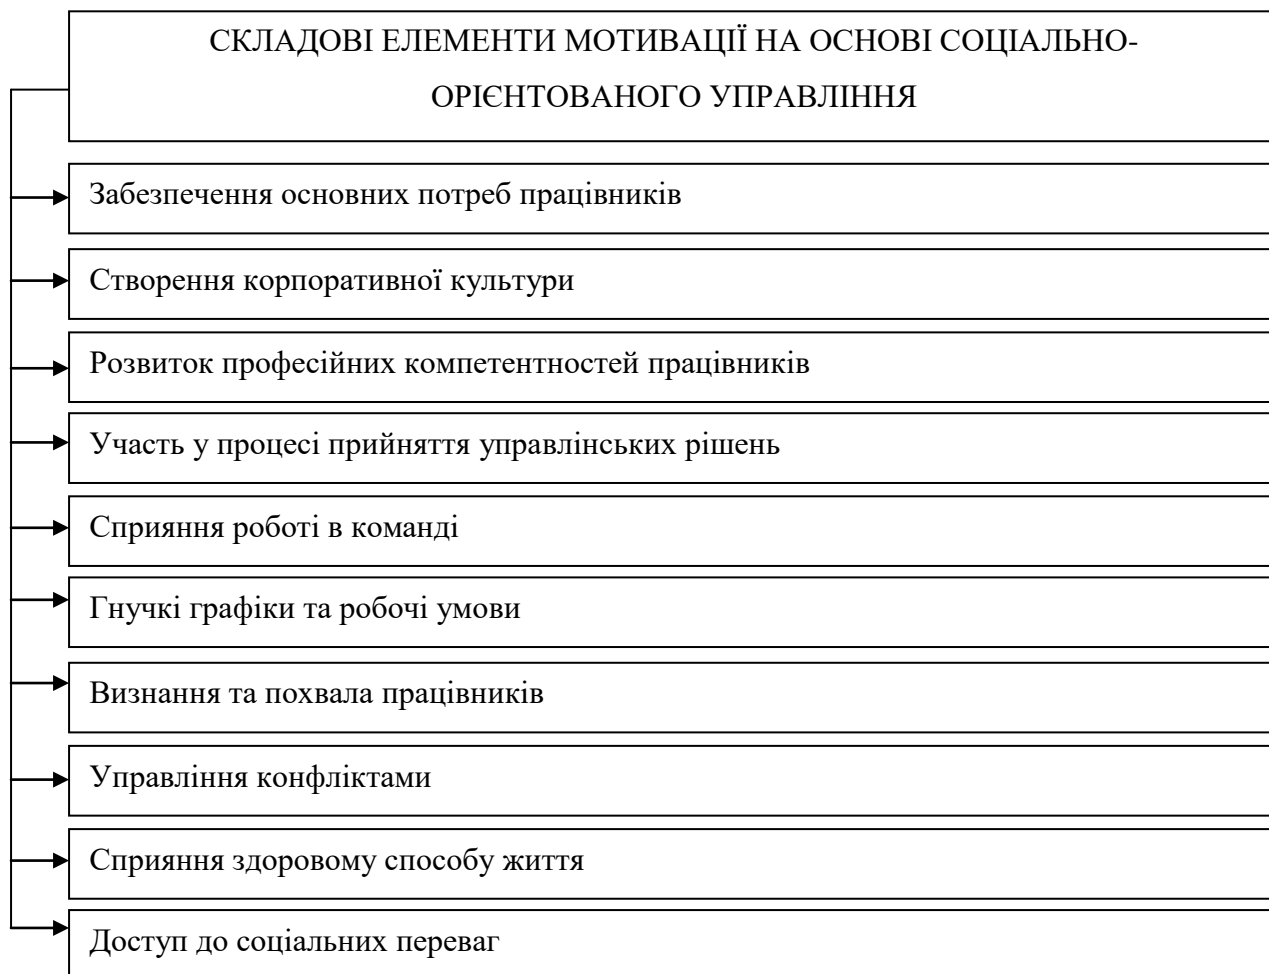 СКЛАДОВІ ЕЛЕМЕНТИ МОТИВАЦІЇ НА ОСНОВІ СОЦІАЛЬНО-
ОРІЄНТОВАНОГО УПРАВЛІННЯ
Забезпечення основних потреб працівників
Створення корпоративної культури
Розвиток професійних компетентностей працівників
Участь у процесі прийняття управлінських рішень
Сприяння роботі в команді
Гнучкі графіки та робочі умови
Визнання та похвала працівників
Управління конфліктами
Сприяння здоровому способу життя
Доступ до соціальних переваг